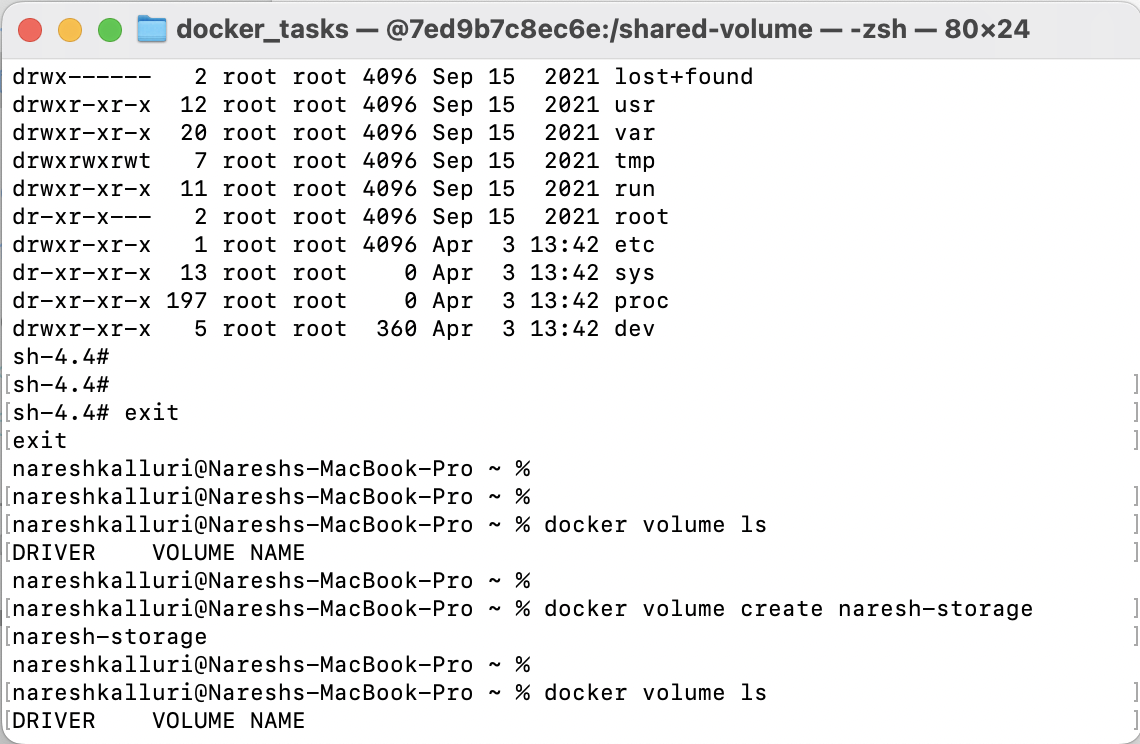 docker_tasks — @7ed9b7c8ec6e:/shared-volume — -zsh — 80×24
drwx------   2 root root 4096 Sep 15  2021 lost+found
drwxr-xr-x  12 root root 4096 Sep 15  2021 usr
drwxr-xr-x  20 root root 4096 Sep 15  2021 var
drwxrwxrwt   7 root root 4096 Sep 15  2021 tmp
drwxr-xr-x  11 root root 4096 Sep 15  2021 run
dr-xr-x---   2 root root 4096 Sep 15  2021 root
drwxr-xr-x   1 root root 4096 Apr  3 13:42 etc
dr-xr-xr-x  13 root root    0 Apr  3 13:42 sys
dr-xr-xr-x 197 root root    0 Apr  3 13:42 proc
drwxr-xr-x   5 root root  360 Apr  3 13:42 dev
sh-4.4#
[sh-4.4# ]
[sh-4.4# exit ]
[exit ]
nareshkalluri@Nareshs-MacBook-Pro ~ %
[nareshkalluri@Nareshs-MacBook-Pro ~ % ]
[nareshkalluri@Nareshs-MacBook-Pro ~ % docker volume ls ]
[DRIVER    VOLUME NAME ]
nareshkalluri@Nareshs-MacBook-Pro ~ %
[nareshkalluri@Nareshs-MacBook-Pro ~ % docker volume create naresh-storage ]
[naresh-storage ]
nareshkalluri@Nareshs-MacBook-Pro ~ %
[nareshkalluri@Nareshs-MacBook-Pro ~ % docker volume ls ]
[DRIVER    VOLUME NAME ]